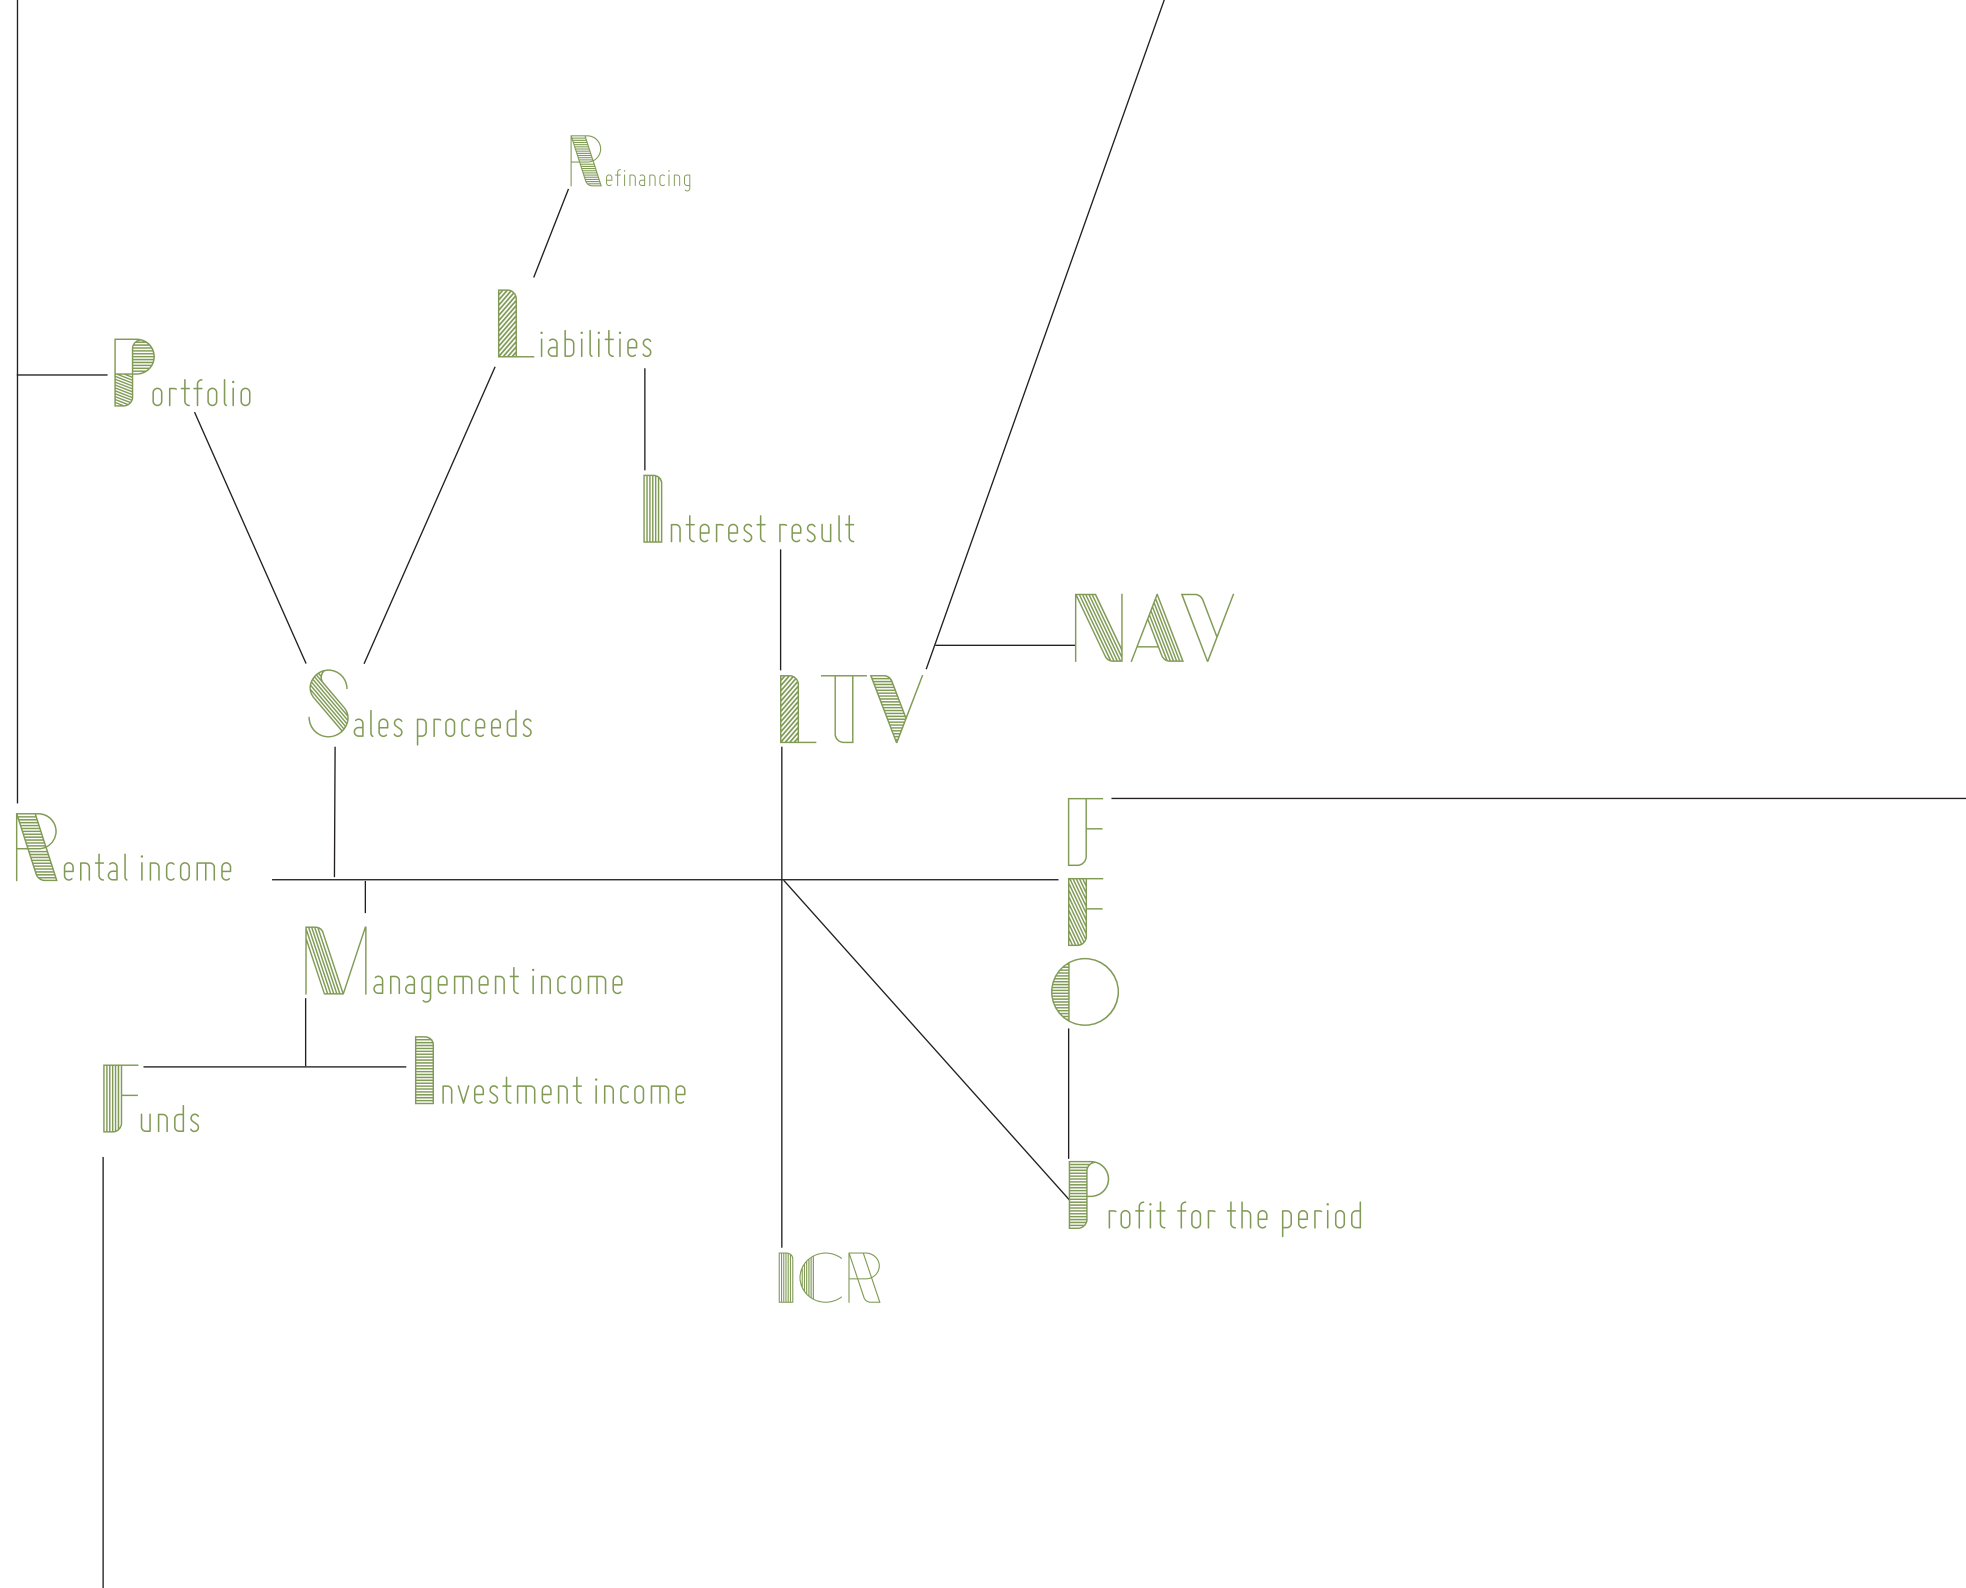 Refinancing
Liabilities
Portfolio
Interest result
NAV
Sales proceeds
LTV
FFO
Rental income
Management income
Investment income
Funds
Profit for the period
ICR